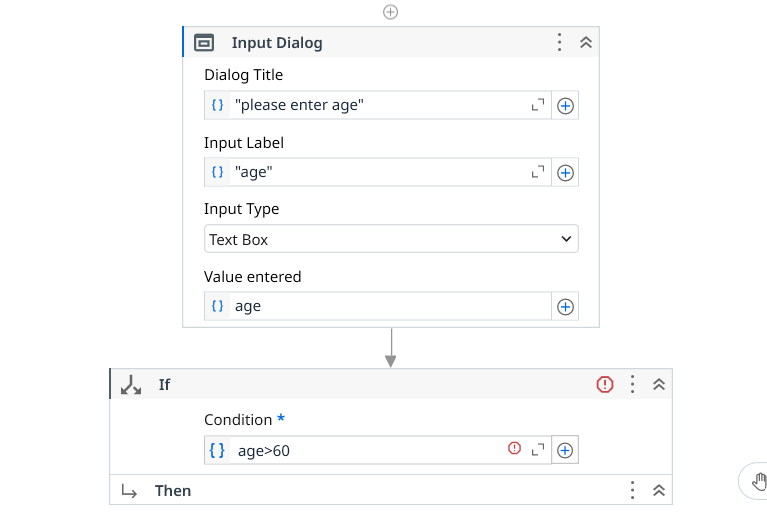 Input Dialog
Dialog Title
{} "please enter age"
Input Label
{} "age"
Input Type
Text Box
Value entered
{} age
If
Condition *
{} age>60
Then